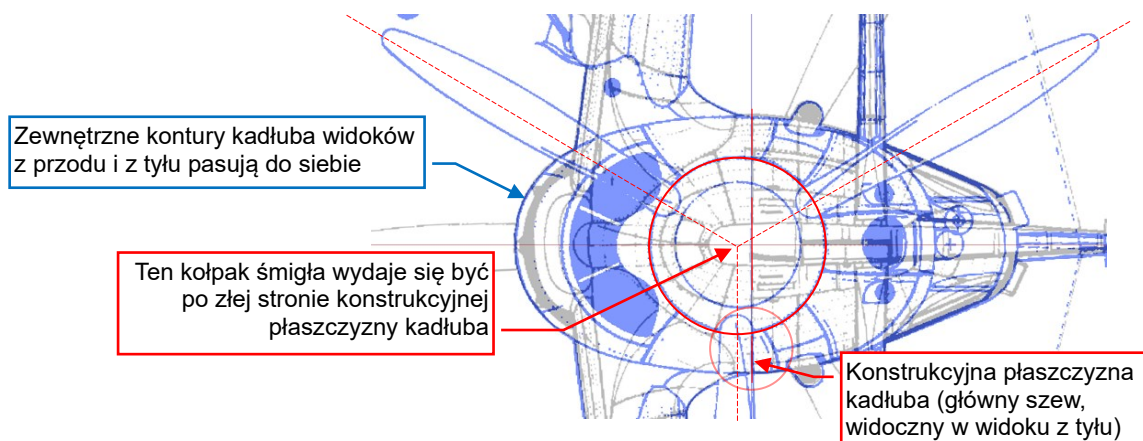 Zewnętrzne kontury kadłuba widoków
z przodu i z tyłu pasują do siebie
Ten kołpak śmigła wydaje się być
po złej stronie konstrukcyjnej
płaszczyzny kadłuba
Konstrukcyjna płaszczyzna
kadłuba (główny szew,
widoczny w widoku z tyłu)